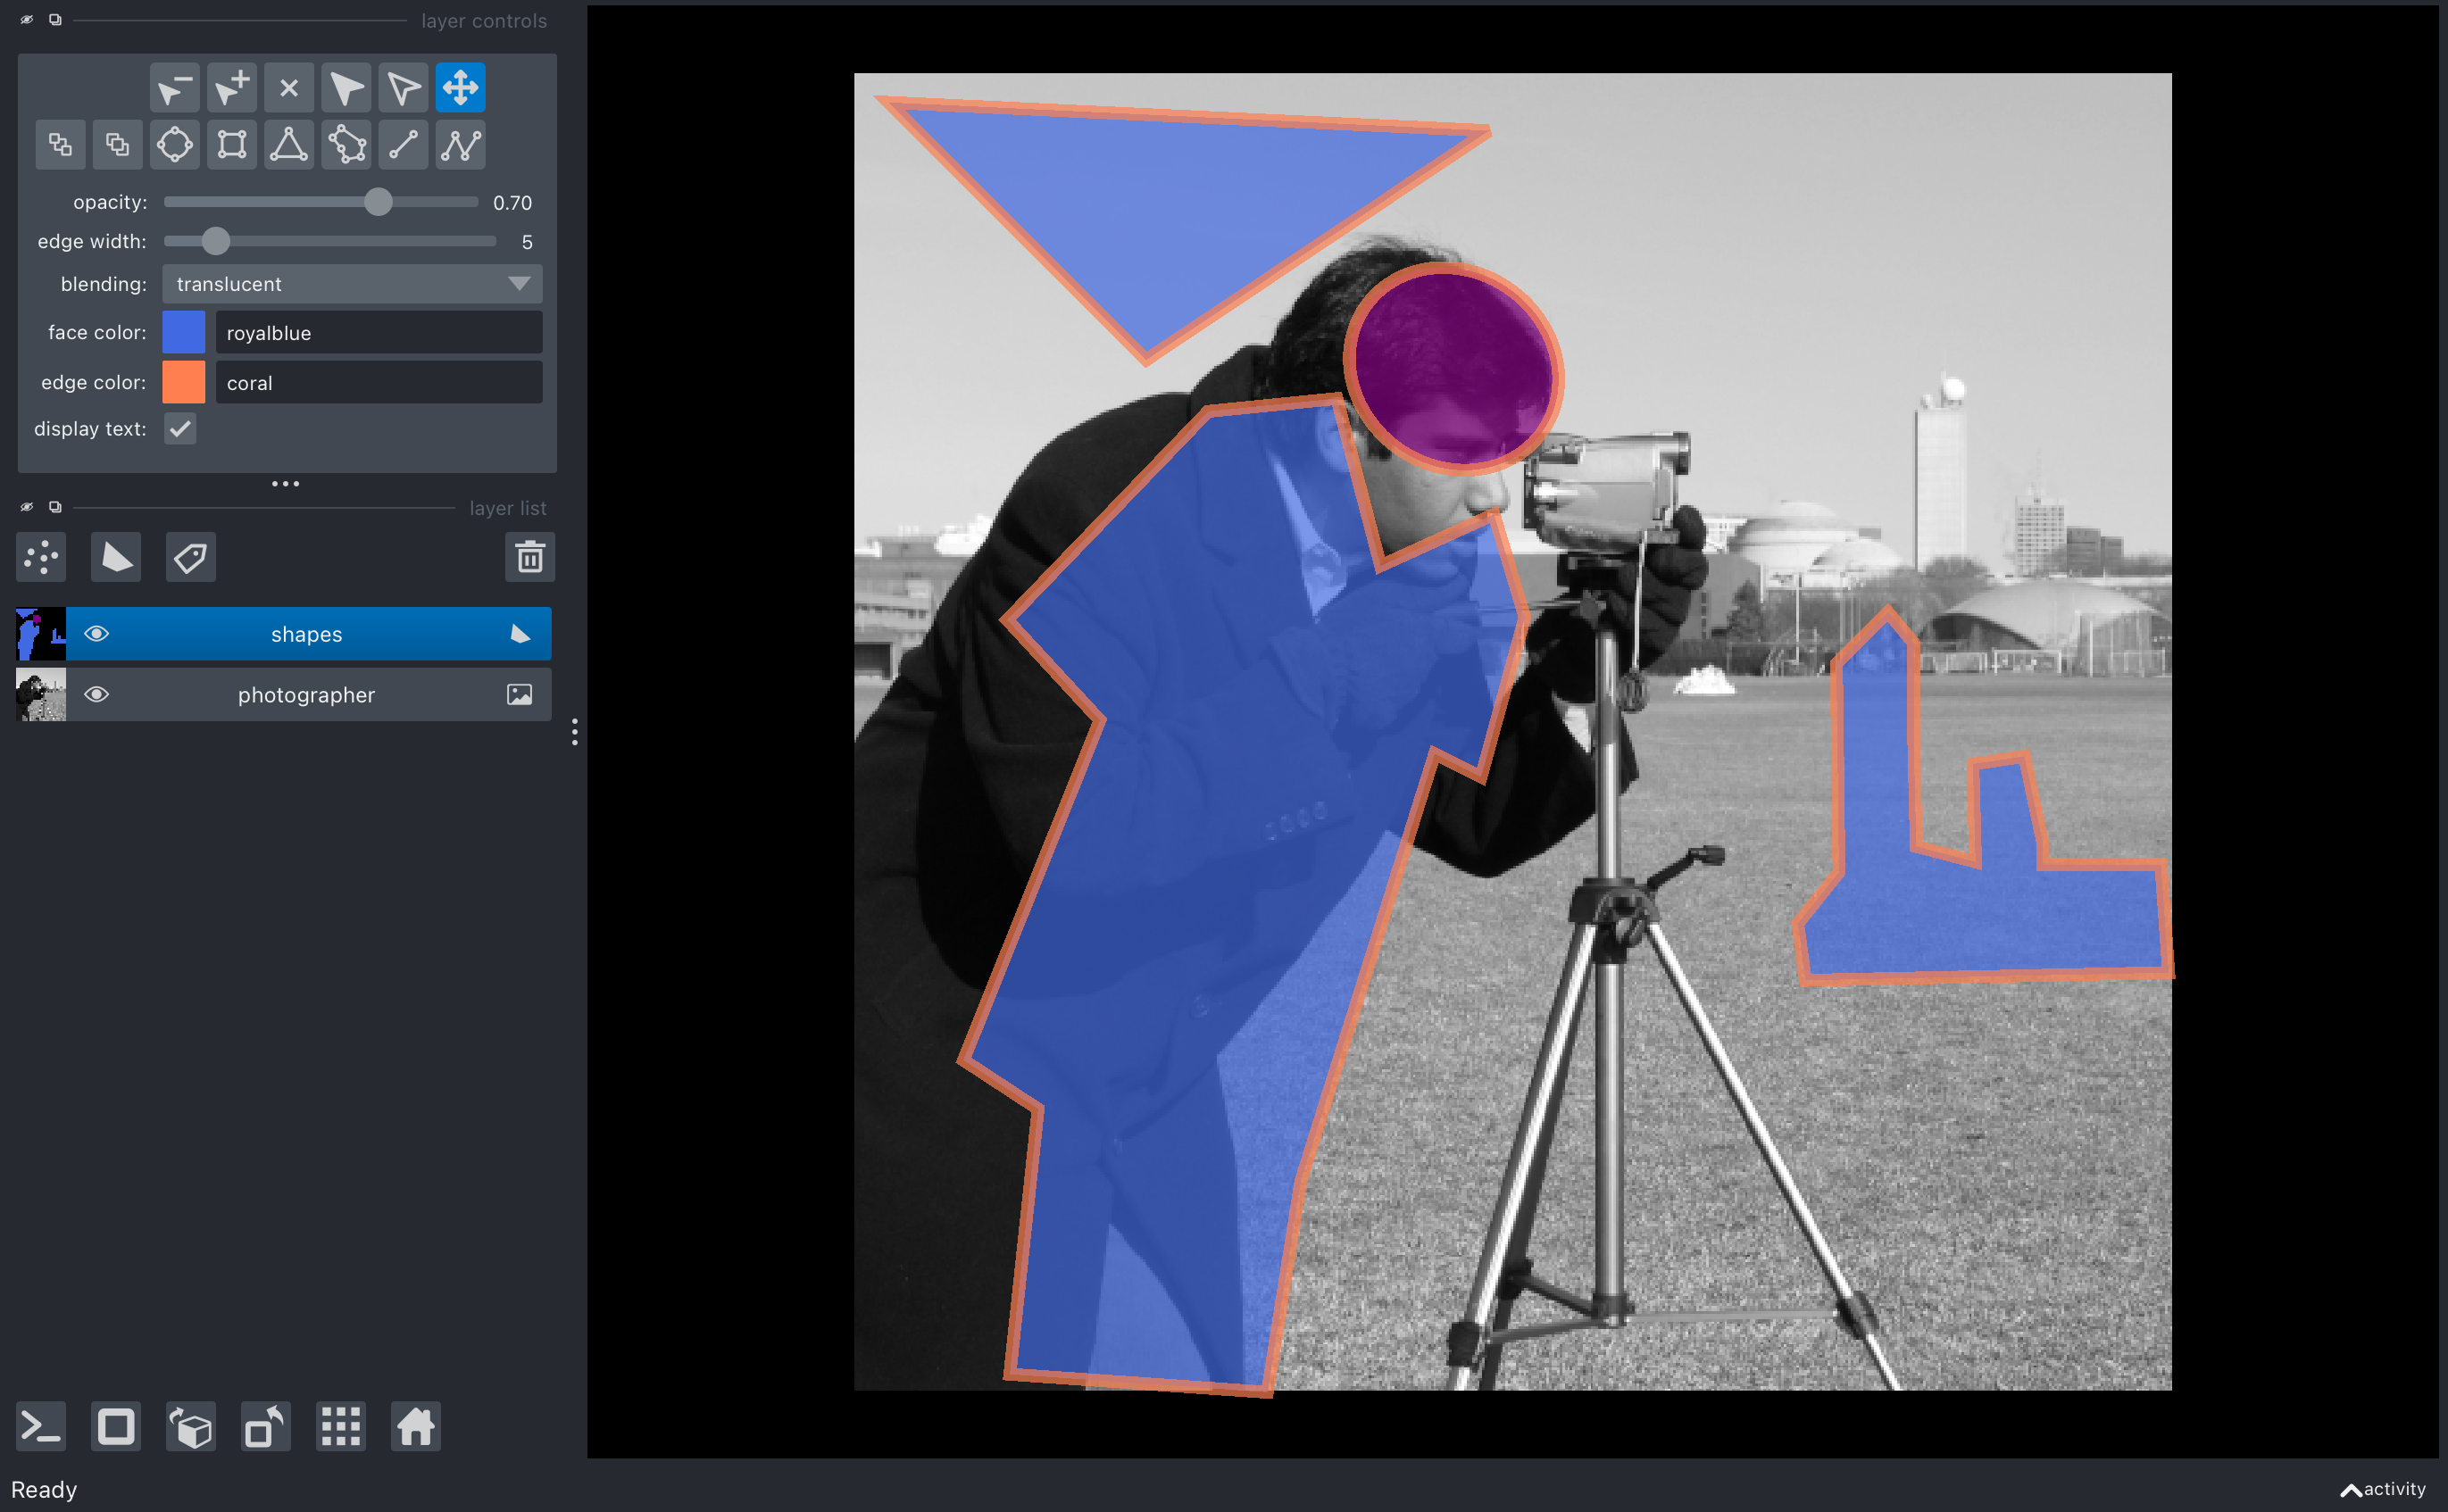 layer controls
opacity: 0.70
edge width: 5
blending: translucent
face color: royalblue
edge color: coral
display text:
layer list
shapes
photographer
Ready
activity